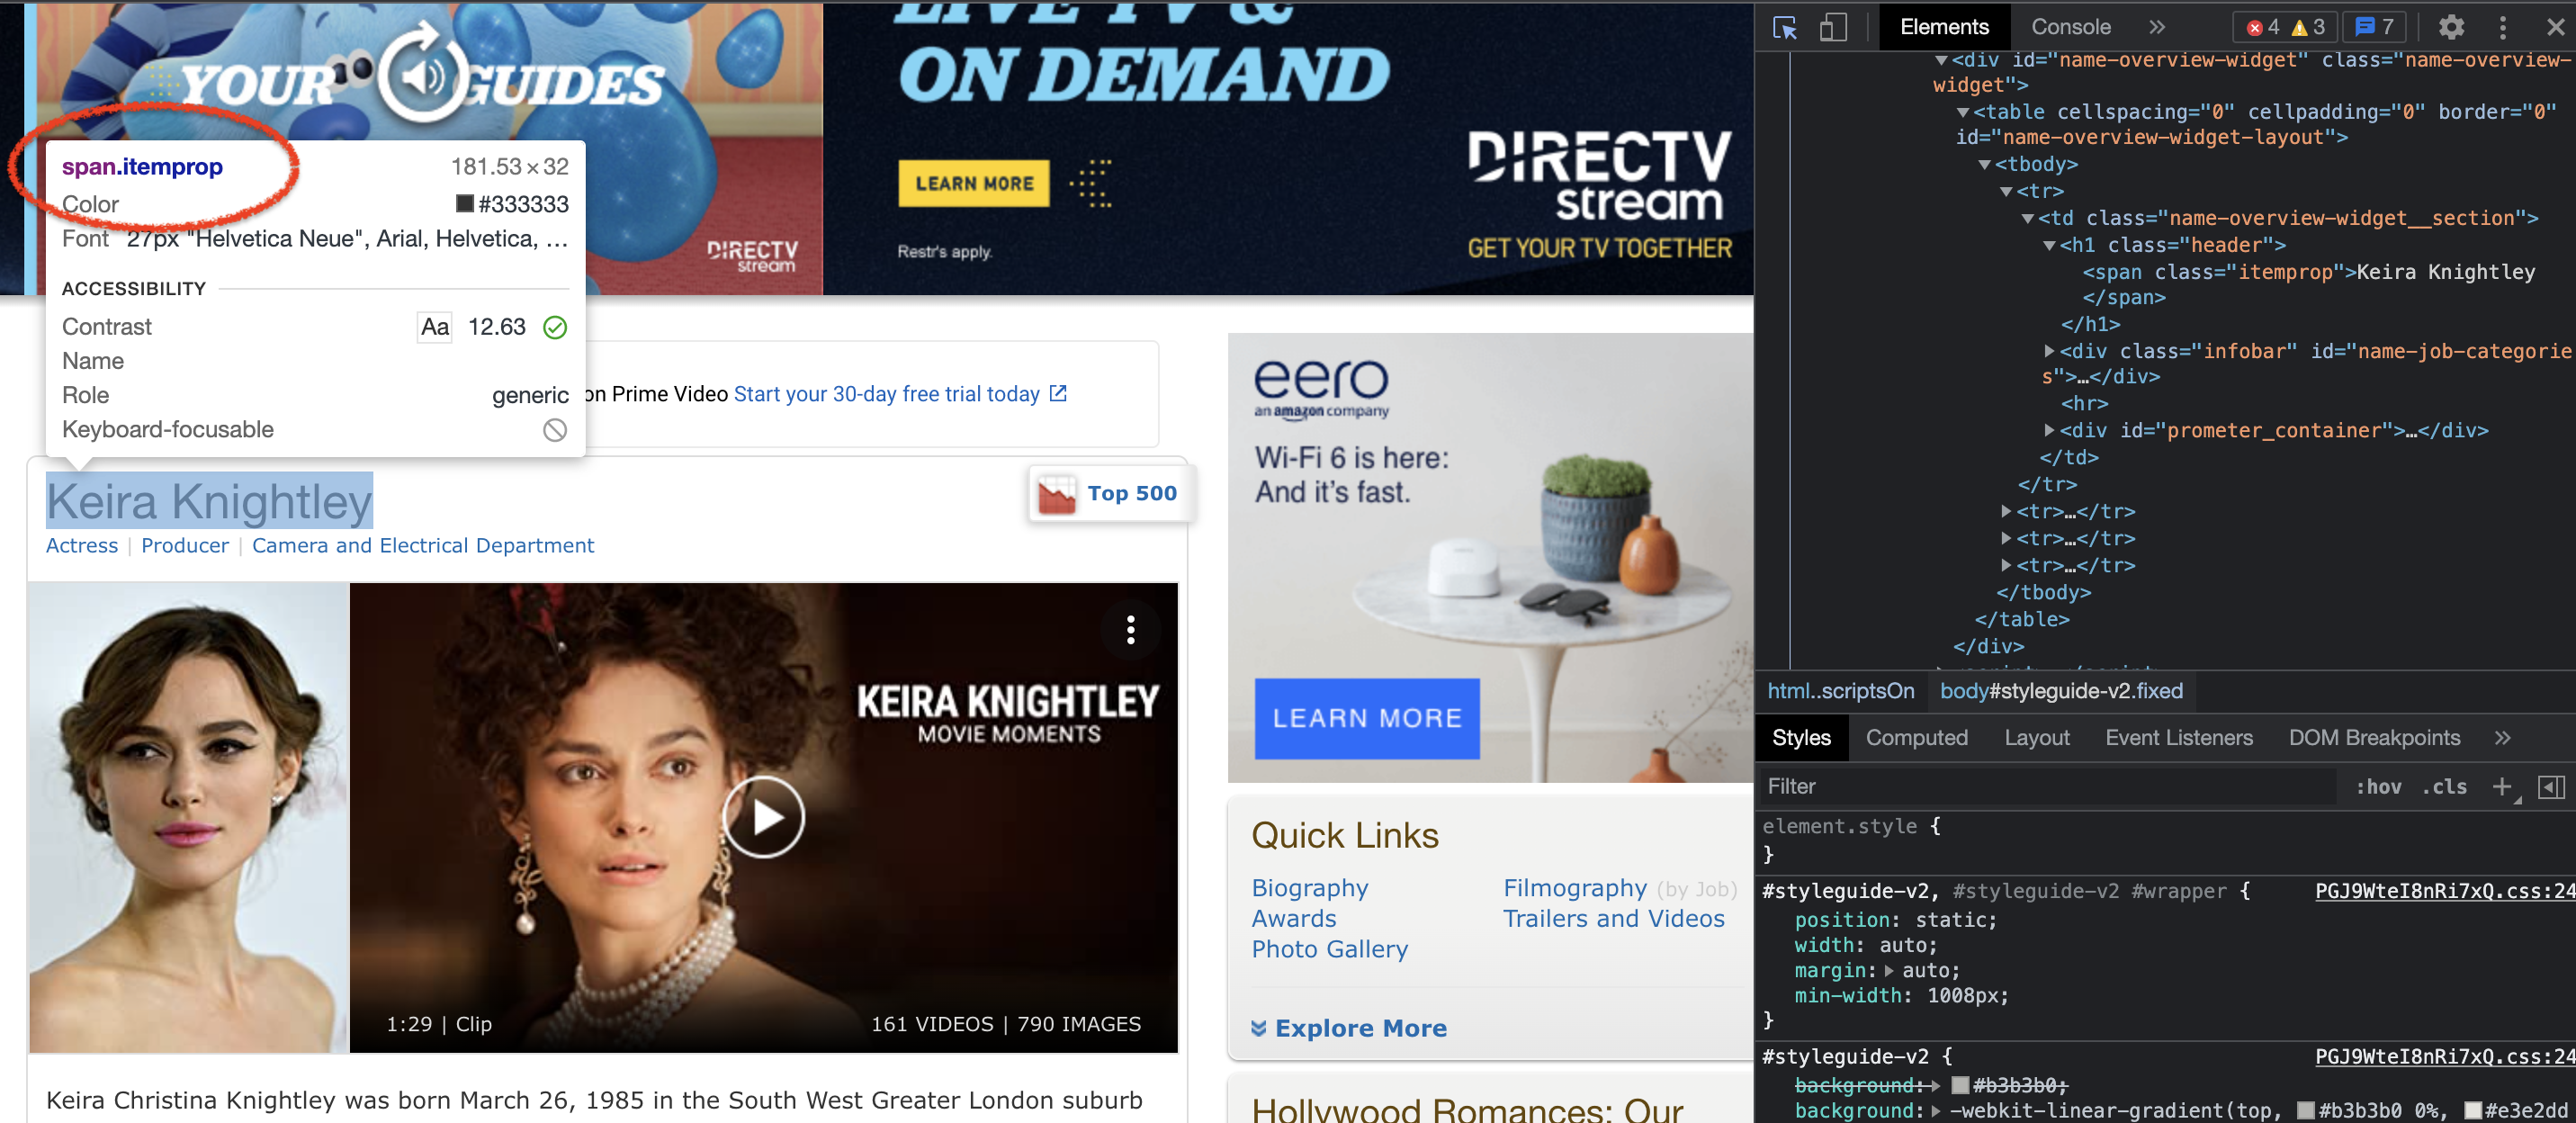 LIVE TV &
ON DEMAND
YOUR GUIDES
LEARN MORE
DIRECTV
stream
GET YOUR TV TOGETHER
DIRECTV
stream
Restr's apply.
span.itemprop 181.53 × 32
Color #333333
Font 27px "Helvetica Neue", Arial, Helvetica, …
ACCESSIBILITY
Contrast Aa 12.63
Name
Role generic
Keyboard-focusable
on Prime Video Start your 30-day free trial today
Keira Knightley
Top 500
Actress | Producer | Camera and Electrical Department
KEIRA KNIGHTLEY
MOVIE MOMENTS
1:29 | Clip
161 VIDEOS | 790 IMAGES
Keira Christina Knightley was born March 26, 1985 in the South West Greater London suburb
eero
an amazon company
Wi-Fi 6 is here:
And it's fast.
LEARN MORE
Quick Links
Biography
Filmography (by Job)
Awards
Trailers and Videos
Photo Gallery
Explore More
Hollywood Romances: Our
Elements Console » 4 3 7
▼<div id="name-overview-widget" class="name-overview-
widget">
▼<table cellspacing="0" cellpadding="0" border="0"
id="name-overview-widget-layout">
▼<tbody>
▼<tr>
▼<td class="name-overview-widget__section">
▼<h1 class="header">
<span class="itemprop">Keira Knightley
</span>
</h1>
▶<div class="infobar" id="name-job-categorie
s">…</div>
<hr>
▶<div id="prometer_container">…</div>
</td>
</tr>
▶<tr>…</tr>
▶<tr>…</tr>
▶<tr>…</tr>
</tbody>
</table>
</div>
html..scriptsOn body#styleguide-v2.fixed
Styles Computed Layout Event Listeners DOM Breakpoints »
Filter :hov .cls +
element.style {
}
#styleguide-v2, #styleguide-v2 #wrapper { PGJ9WteI8nRi7xQ.css:24
position: static;
width: auto;
margin: ▶ auto;
min-width: 1008px;
}
#styleguide-v2 { PGJ9WteI8nRi7xQ.css:24
background: ▶ #b3b3b0;
background: ▶ -webkit-linear-gradient(top, #b3b3b0 0%, #e3e2dd